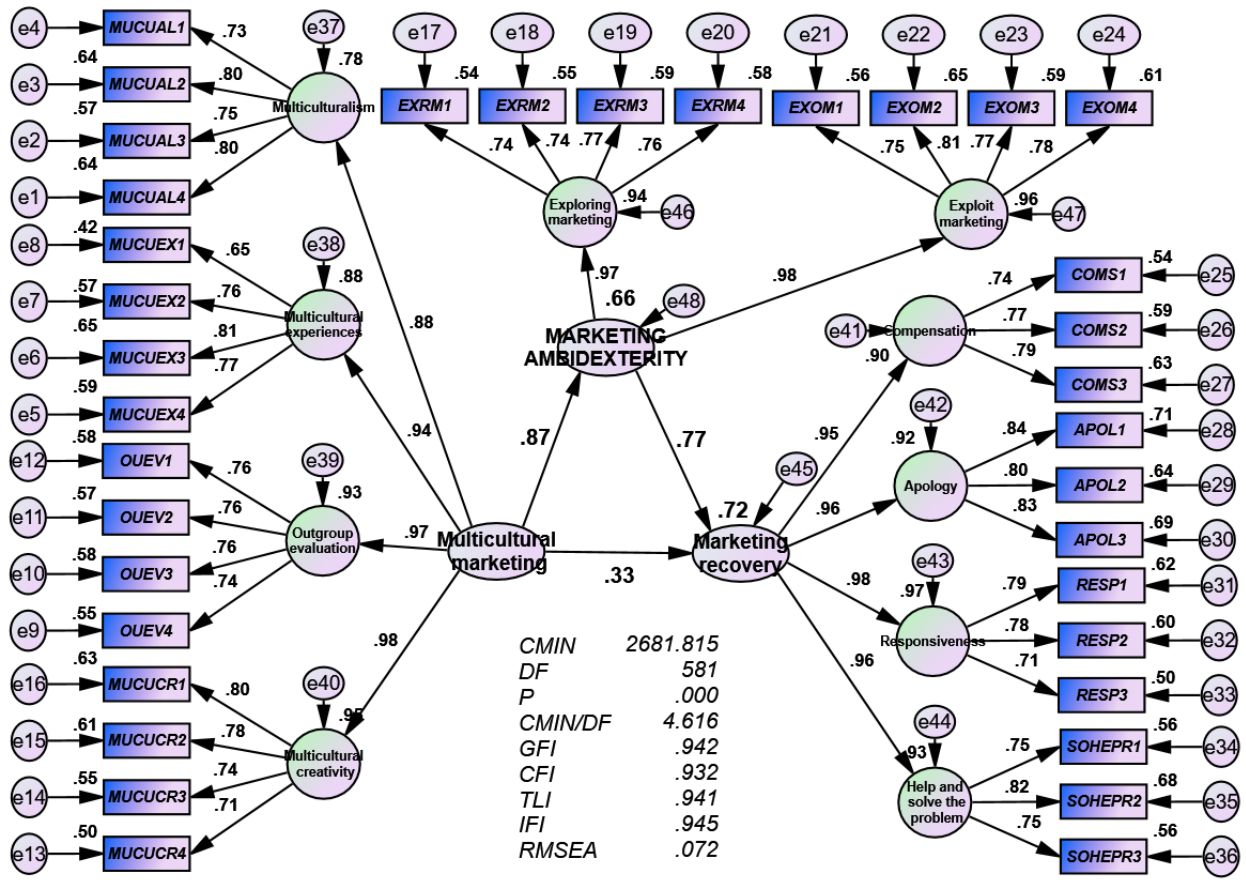 e4
MUCUAL1
.73
.64
e3
MUCUAL2
.80
.57
e2
MUCUAL3
.75
.64
e1
MUCUAL4
.80
e37
.78
Multiculturalism
e8
.42
MUCUEX1
.65
e7
.57
MUCUEX2
.76
e6
.65
MUCUEX3
.81
e5
.59
MUCUEX4
.77
e38
.88
Multicultural
experiences
e12
.58
OUEV1
.76
e11
.57
OUEV2
.76
e10
.58
OUEV3
.76
e9
.55
OUEV4
.74
e39
.93
Outgroup
evaluation
e16
.63
MUCUCR1
.80
e15
.61
MUCUCR2
.78
e14
.55
MUCUCR3
.74
e13
.50
MUCUCR4
.71
e40
.95
Multicultural
creativity
e17
e18
e19
e20
.54
.55
.59
.58
EXRM1
EXRM2
EXRM3
EXRM4
.74
.74
.77
.76
Exploring
marketing
.94
e46
e21
e22
e23
e24
.56
.65
.59
.61
EXOM1
EXOM2
EXOM3
EXOM4
.75
.81
.77
.78
Exploit
marketing
.96
e47
.97
.98
.66
e48
MARKETING
AMBIDEXTERITY
.88
.94
.97
.98
.87
.77
.33
Multicultural
marketing
e45
.72
Marketing
recovery
.95
.96
.98
.96
e41
Compensation
.90
.74
COMS1
.54
e25
.77
COMS2
.59
e26
.79
COMS3
.63
e27
e42
.92
Apology
.84
APOL1
.71
e28
.80
APOL2
.64
e29
.83
APOL3
.69
e30
e43
.97
Responsiveness
.79
RESP1
.62
e31
.78
RESP2
.60
e32
.71
RESP3
.50
e33
e44
.93
Help and
solve the
problem
.75
SOHEPR1
.56
e34
.82
SOHEPR2
.68
e35
.75
SOHEPR3
.56
e36
CMIN 2681.815
DF 581
P .000
CMIN/DF 4.616
GFI .942
CFI .932
TLI .941
IFI .945
RMSEA .072